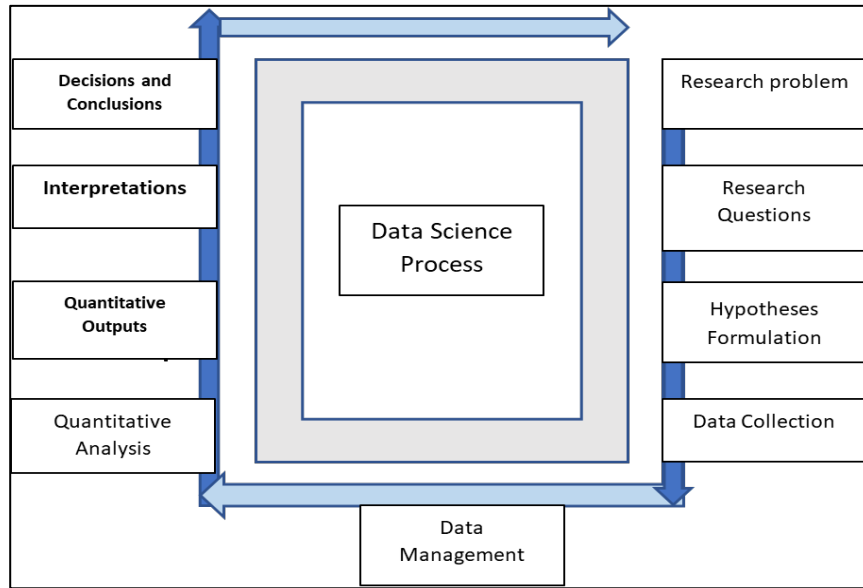 Decisions and
Conclusions
Interpretations
Quantitative
Outputs
Quantitative
Analysis
Data Science
Process
Research problem
Research
Questions
Hypotheses
Formulation
Data Collection
Data
Management